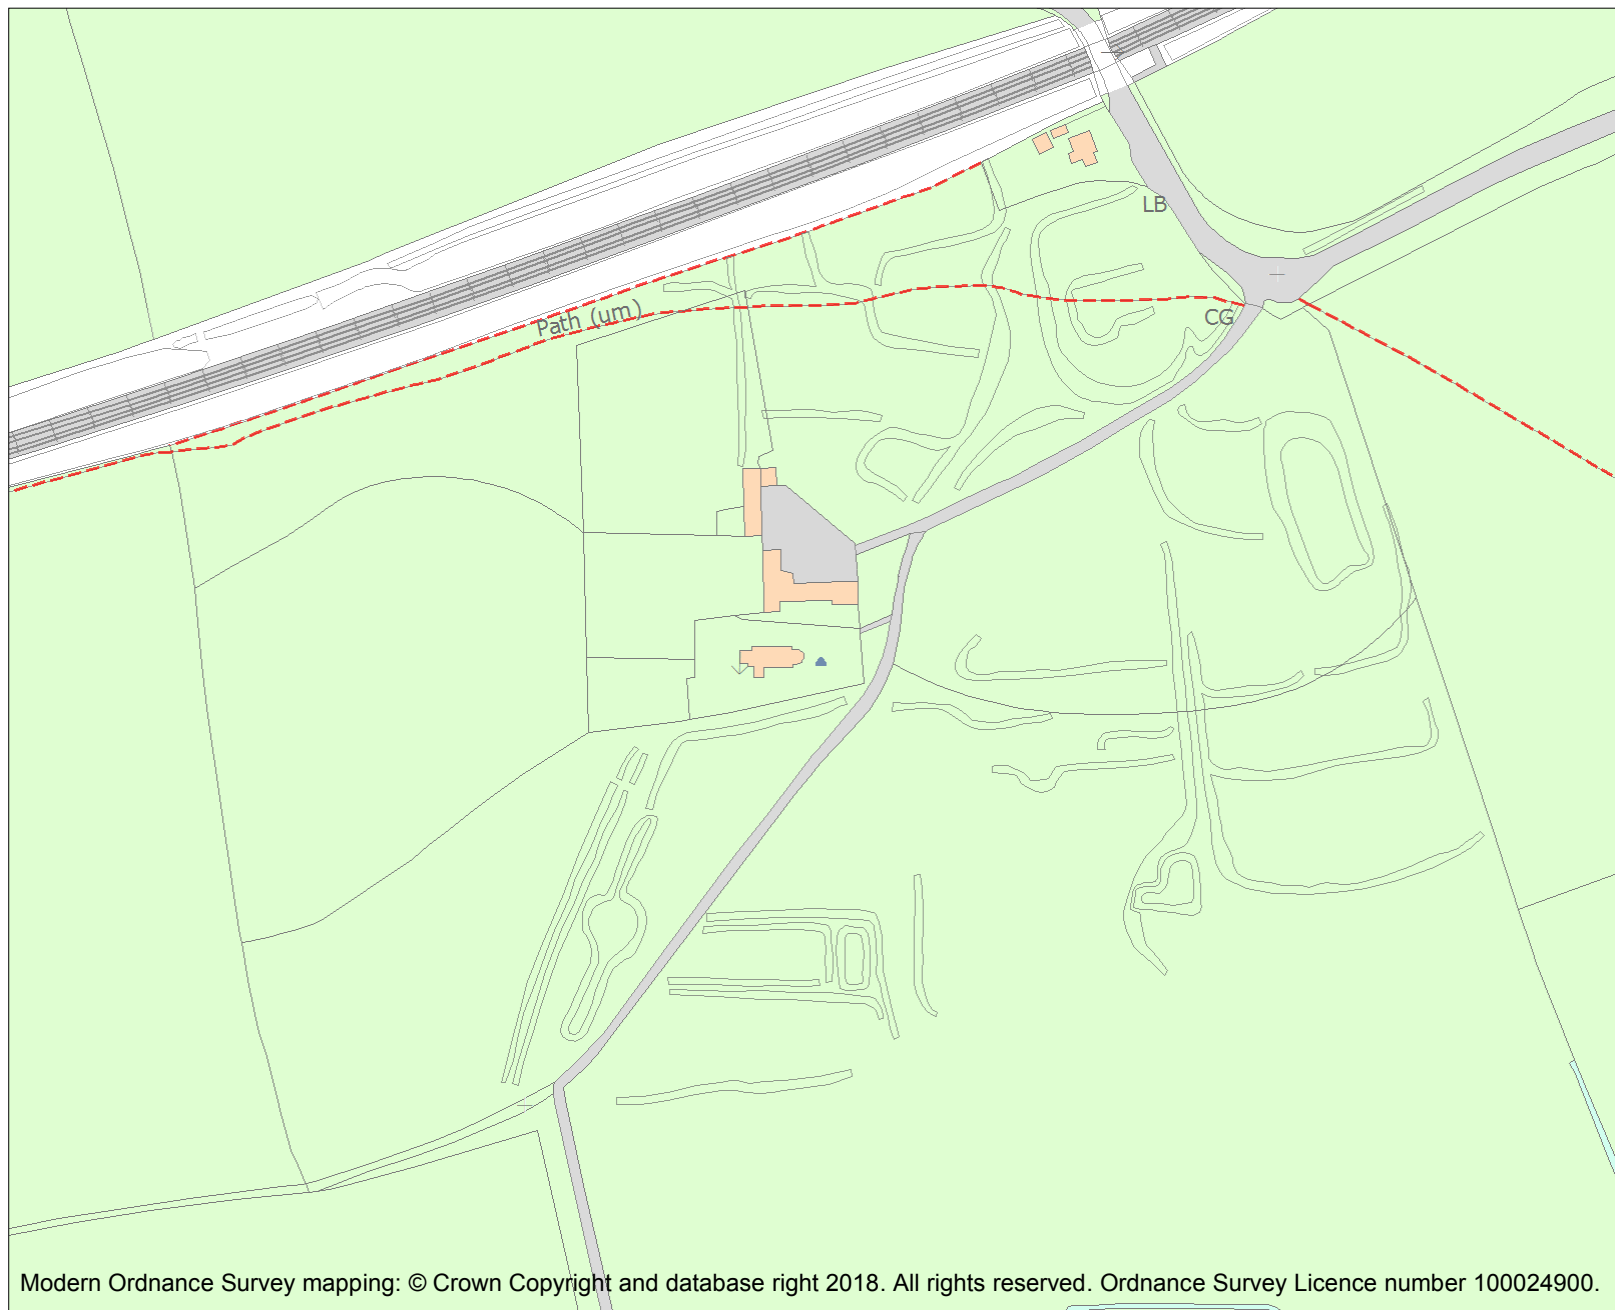 LB
Path (um)
CG
Modern Ordnance Survey mapping: © Crown Copyright and database right 2018. All rights reserved. Ordnance Survey Licence number 100024900.